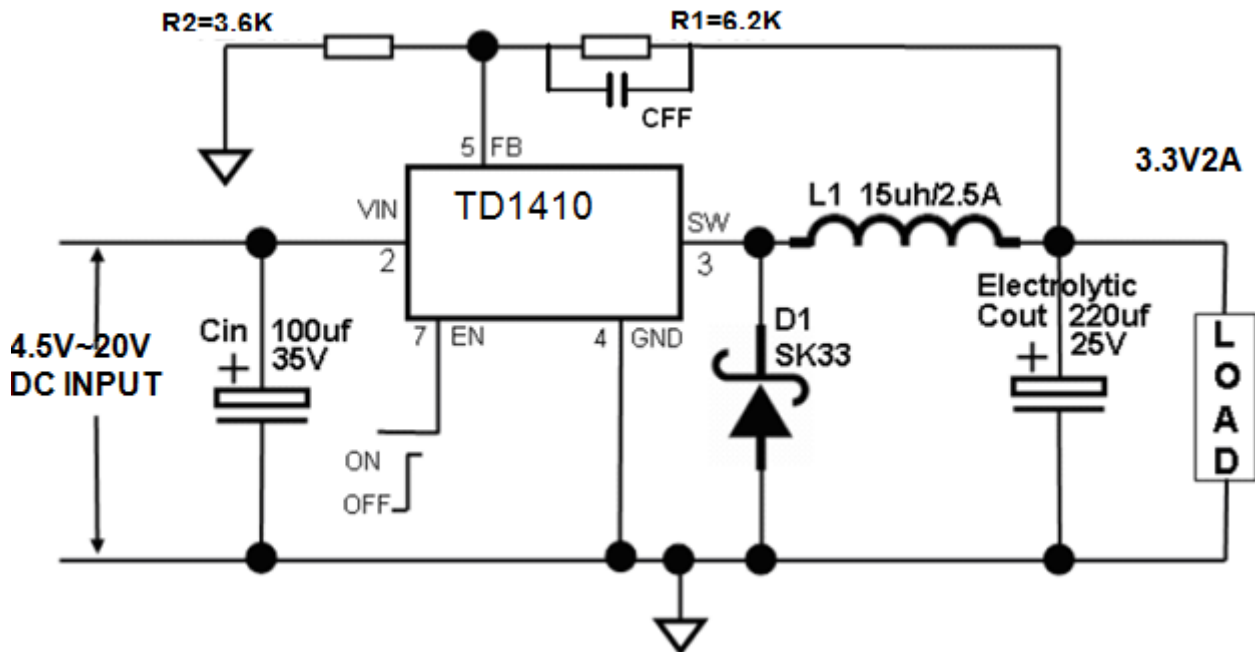 R2=3.6K
R1=6.2K
CFF
5 FB
3.3V2A
TD1410
L1 15uh/2.5A
VIN
SW
2
3
Electrolytic
Cout 220uf
25V
Cin 100uf
35V
7 EN
4 GND
D1
SK33
4.5V~20V
DC INPUT
LOAD
ON
OFF